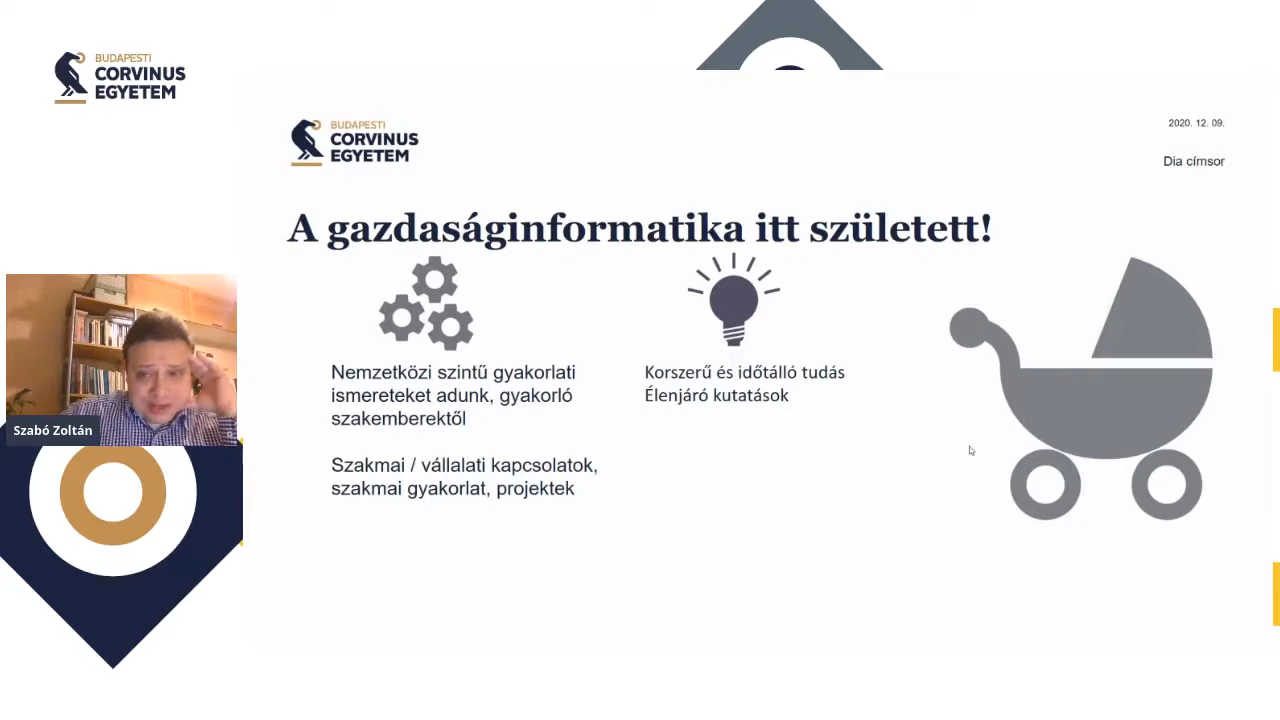 BUDAPESTI
CORVINUS
EGYETEM
BUDAPESTI
CORVINUS
EGYETEM
2020. 12. 09.
Dia címsor
A gazdaságinformatika itt született!
Nemzetközi szintű gyakorlati
ismereteket adunk, gyakorló
szakemberektől
Szakmai / vállalati kapcsolatok,
szakmai gyakorlat, projektek
Korszerű és időtálló tudás
Élenjáró kutatások
Szabó Zoltán